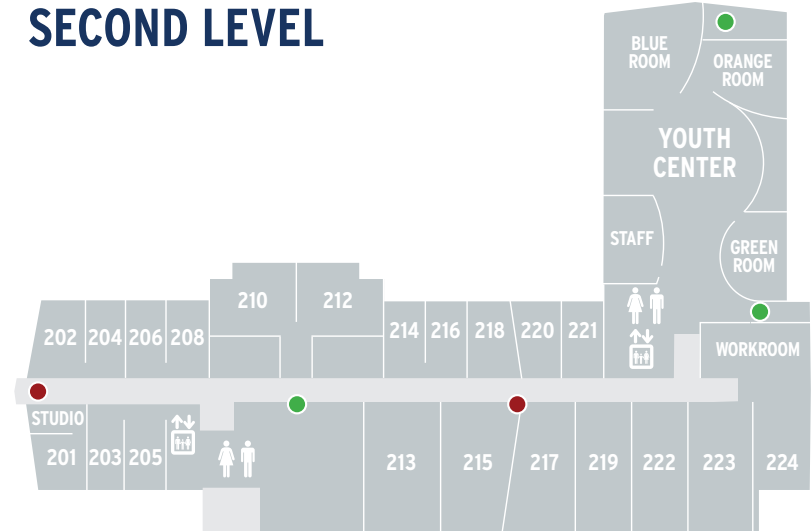 SECOND LEVEL
BLUE
ROOM
ORANGE
ROOM
YOUTH
CENTER
STAFF
GREEN
ROOM
210
212
202
204
206
208
214
216
218
220
221
WORKROOM
STUDIO
201
203
205
213
215
217
219
222
223
224